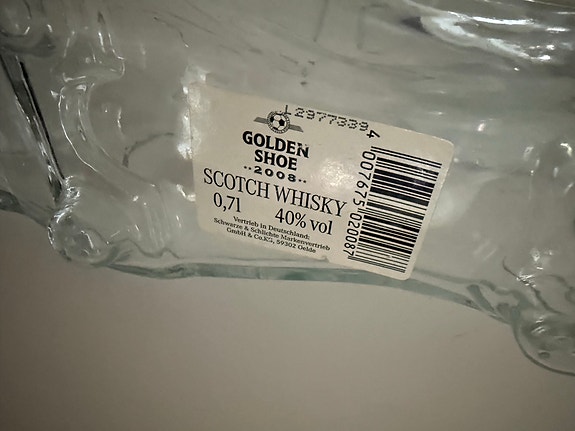 L 2977339
GOLDEN
SHOE
··2008··
SCOTCH WHISKY
0,7l 40% vol
Vertrieb in Deutschland:
Schwarze & Schlichte Markenvertrieb
GmbH & Co.KG, 59302 Oelde
4 007675 020087